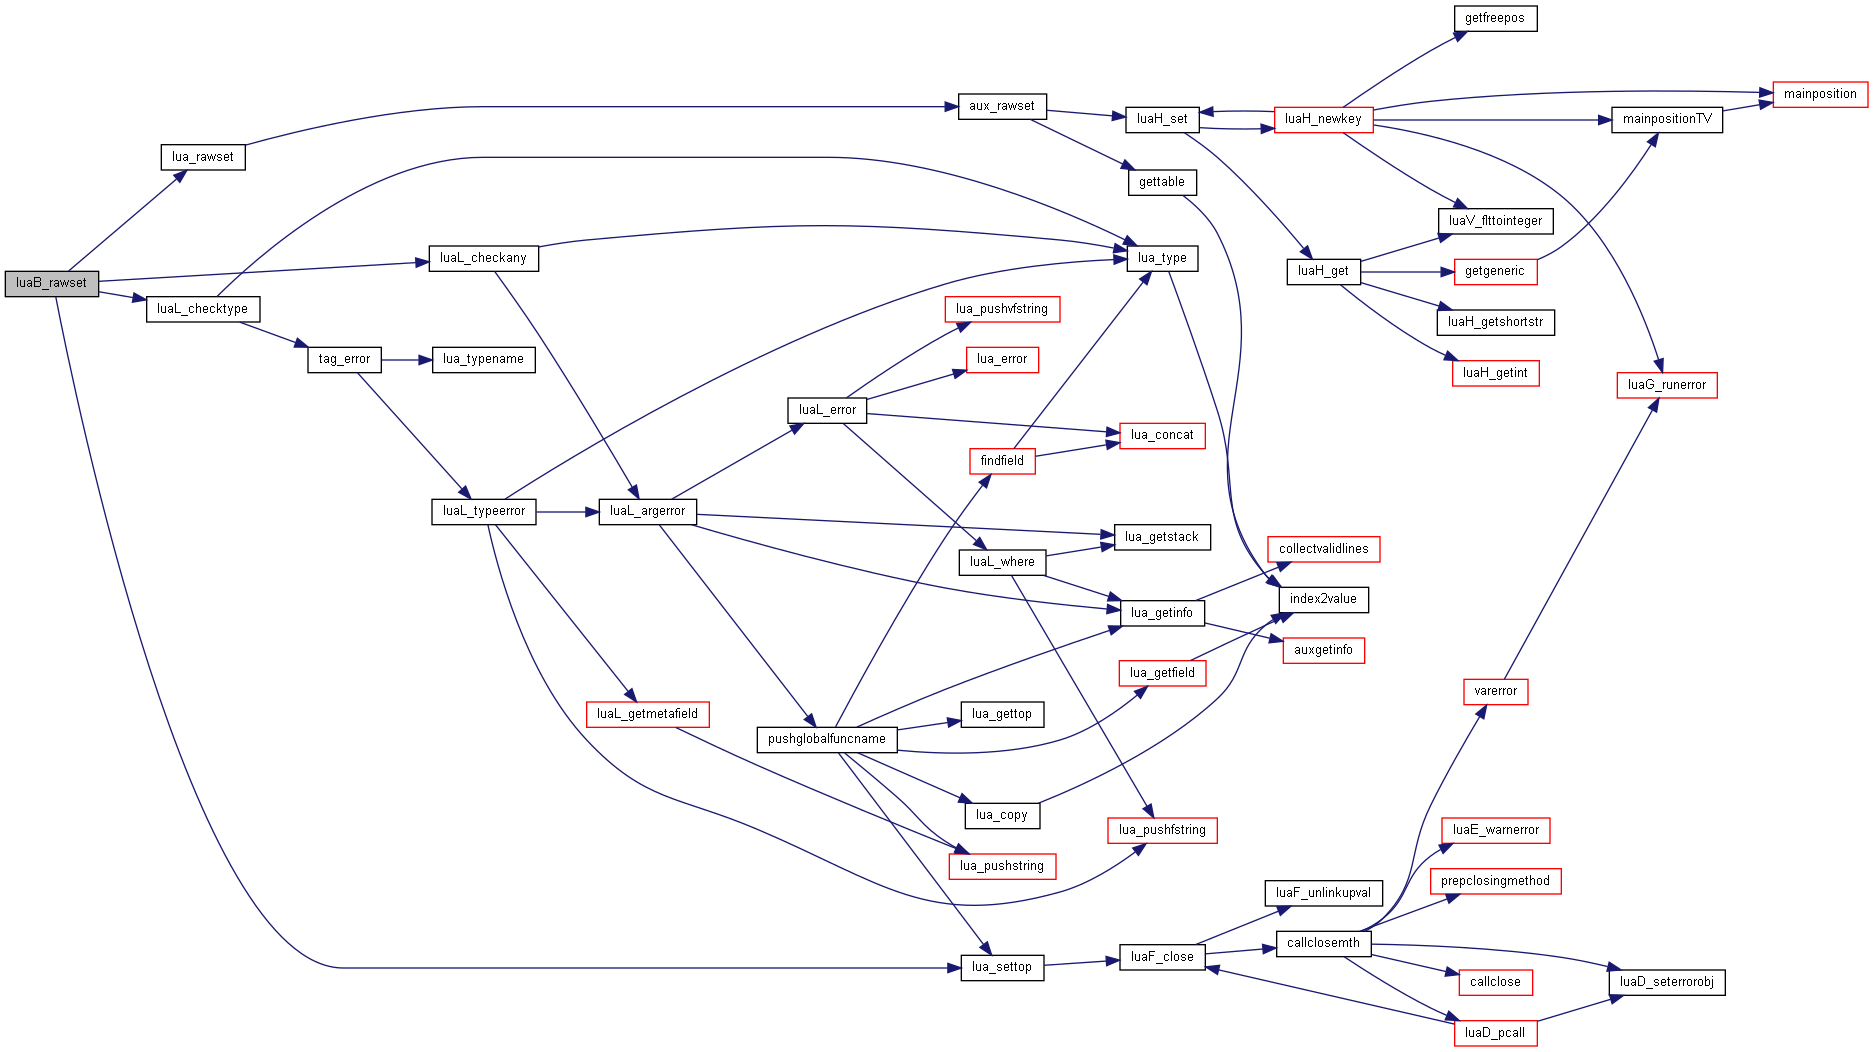 getfreepos
mainposition
aux_rawset
luaH_set
luaH_newkey
mainpositionTV
lua_rawset
gettable
luaV_flttointeger
luaL_checkany
lua_type
luaH_get
getgeneric
luaB_rawset
luaL_checktype
lua_pushvfstring
luaH_getshortstr
tag_error
lua_typename
lua_error
luaH_getint
luaG_runerror
luaL_error
lua_concat
findfield
luaL_typeerror
luaL_argerror
lua_getstack
collectvalidlines
luaL_where
index2value
lua_getinfo
auxgetinfo
lua_getfield
varerror
luaL_getmetafield
lua_gettop
pushglobalfuncname
lua_copy
lua_pushfstring
luaE_warnerror
lua_pushstring
prepclosingmethod
luaF_unlinkupval
callclosemth
luaF_close
lua_settop
callclose
luaD_seterrorobj
luaD_pcall